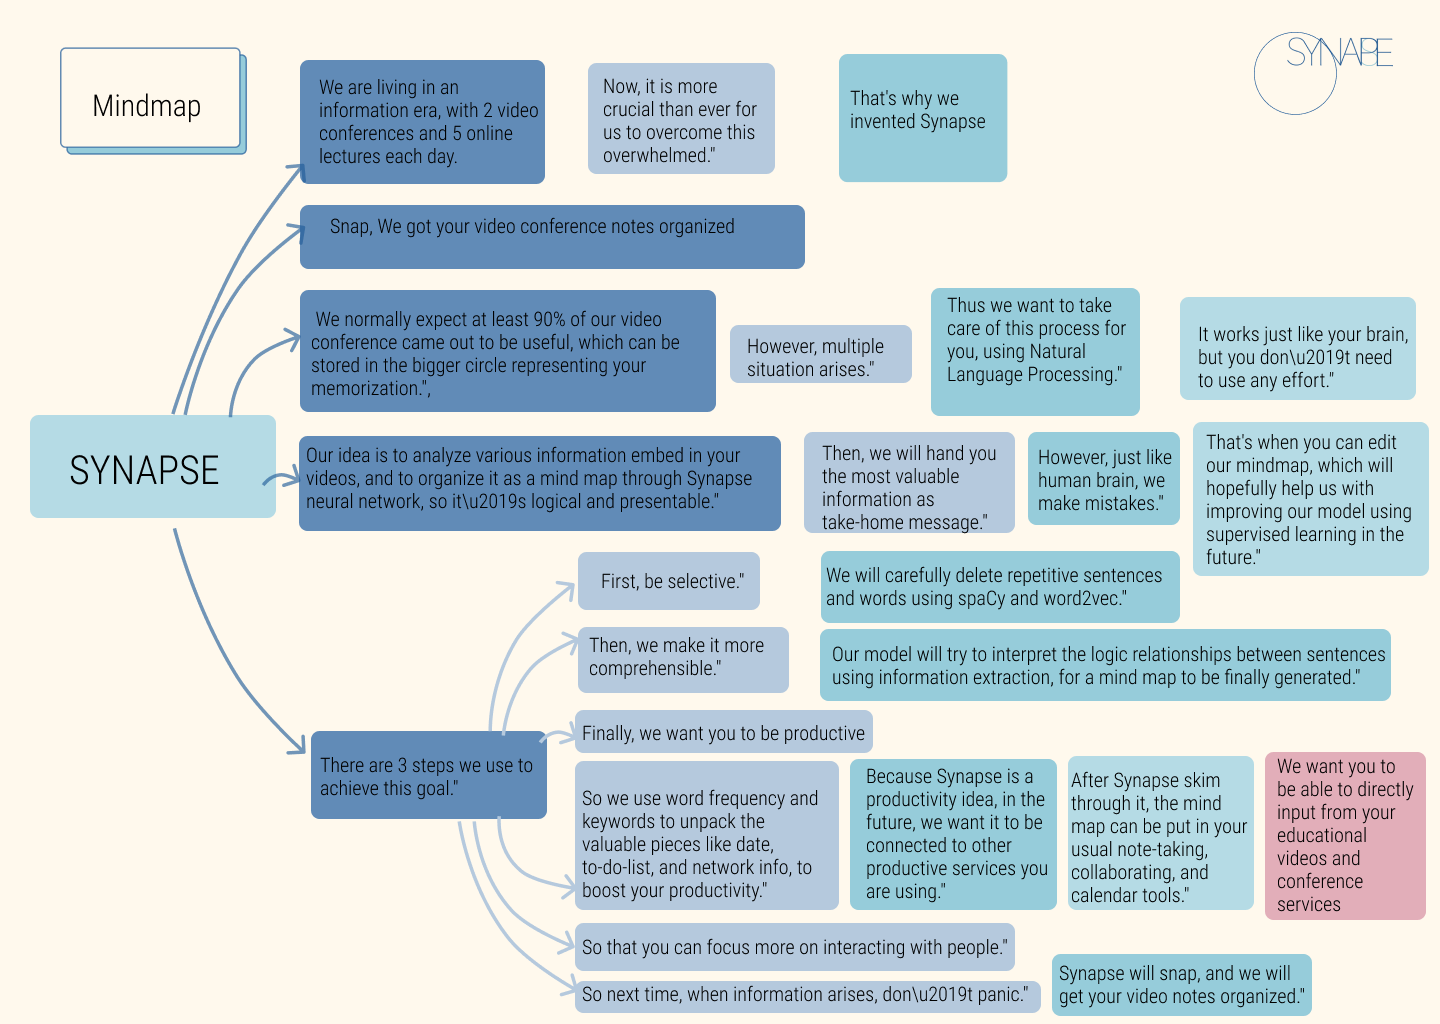 Mindmap
SYNAPSE
We are living in an
information era, with 2 video
conferences and 5 online
lectures each day.
Now, it is more
crucial than ever for
us to overcome this
overwhelmed."
That's why we
invented Synapse
Snap, We got your video conference notes organized
We normally expect at least 90% of our video
conference came out to be useful, which can be
stored in the bigger circle representing your
memorization.",
However, multiple
situation arises."
Thus we want to take
care of this process for
you, using Natural
Language Processing."
It works just like your brain,
but you don\u2019t need
to use any effort."
SYNAPSE
Our idea is to analyze various information embed in your
videos, and to organize it as a mind map through Synapse
neural network, so it\u2019s logical and presentable."
Then, we will hand you
the most valuable
information as
take-home message."
However, just like
human brain, we
make mistakes."
That's when you can edit
our mindmap, which will
hopefully help us with
improving our model using
supervised learning in the
future."
There are 3 steps we use to
achieve this goal."
First, be selective."
We will carefully delete repetitive sentences
and words using spaCy and word2vec."
Then, we make it more
comprehensible."
Our model will try to interpret the logic relationships between sentences
using information extraction, for a mind map to be finally generated."
Finally, we want you to be productive
So we use word frequency and
keywords to unpack the
valuable pieces like date,
to-do-list, and network info, to
boost your productivity."
Because Synapse is a
productivity idea, in the
future, we want it to be
connected to other
productive services you
are using."
After Synapse skim
through it, the mind
map can be put in your
usual note-taking,
collaborating, and
calendar tools."
We want you to
be able to directly
input from your
educational
videos and
conference
services
So that you can focus more on interacting with people."
So next time, when information arises, don\u2019t panic."
Synapse will snap, and we will
get your video notes organized."